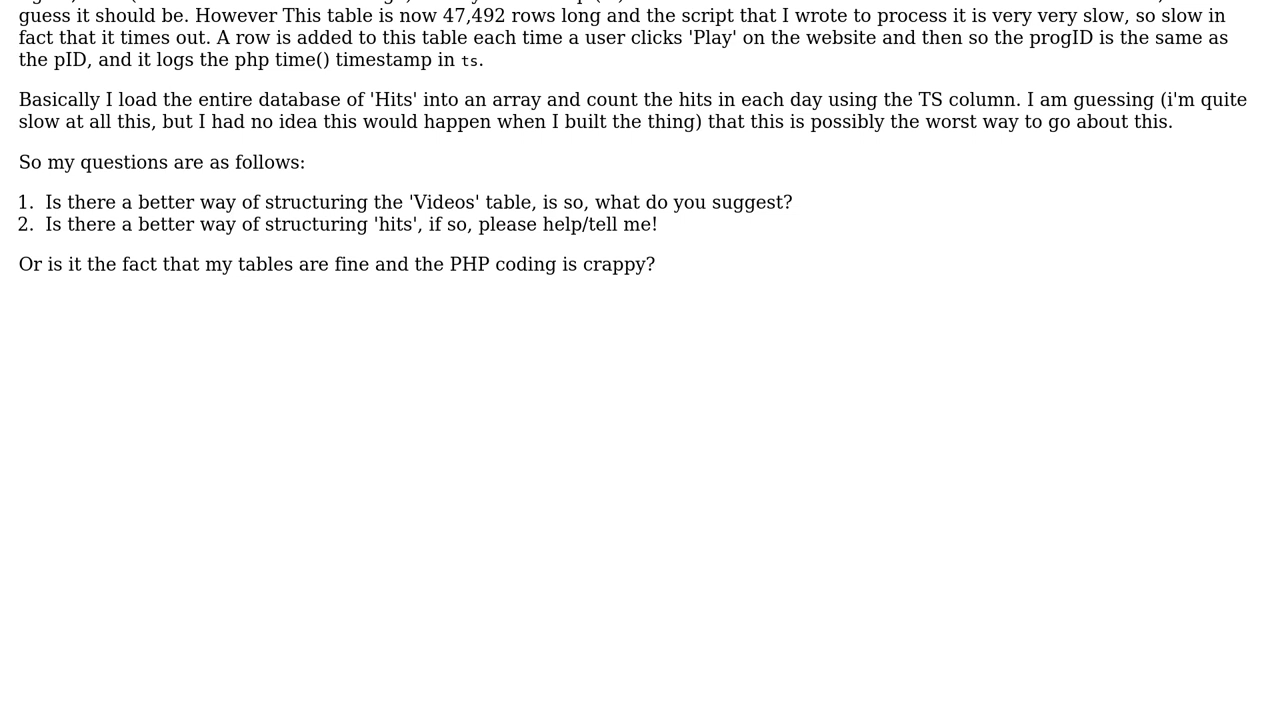 guess it should be. However This table is now 47,492 rows long and the script that I wrote to process it is very very slow, so slow in
fact that it times out. A row is added to this table each time a user clicks 'Play' on the website and then so the progID is the same as
the pID, and it logs the php time() timestamp in ts.
Basically I load the entire database of 'Hits' into an array and count the hits in each day using the TS column. I am guessing (i'm quite
slow at all this, but I had no idea this would happen when I built the thing) that this is possibly the worst way to go about this.
So my questions are as follows:
1. Is there a better way of structuring the 'Videos' table, is so, what do you suggest?
2. Is there a better way of structuring 'hits', if so, please help/tell me!
Or is it the fact that my tables are fine and the PHP coding is crappy?